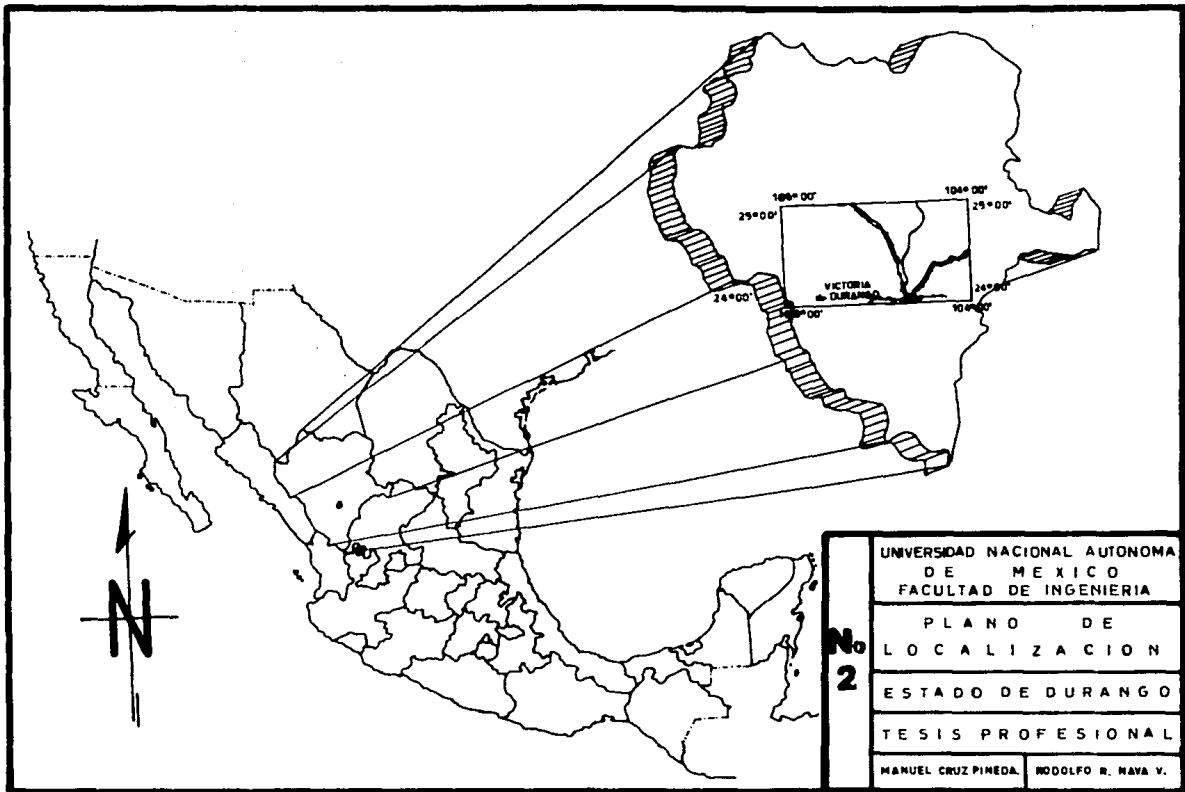 106°00'
104°00'
25°00'
25°00'
VICTORIA
de DURANGO
24°00'
24°00'
104°00'
N
No
2
UNIVERSIDAD NACIONAL AUTONOMA
DE MEXICO
FACULTAD DE INGENIERIA
PLANO DE
LOCALIZACION
ESTADO DE DURANGO
TESIS PROFESIONAL
MANUEL CRUZ PINEDA.
RODOLFO R. NAVA V.